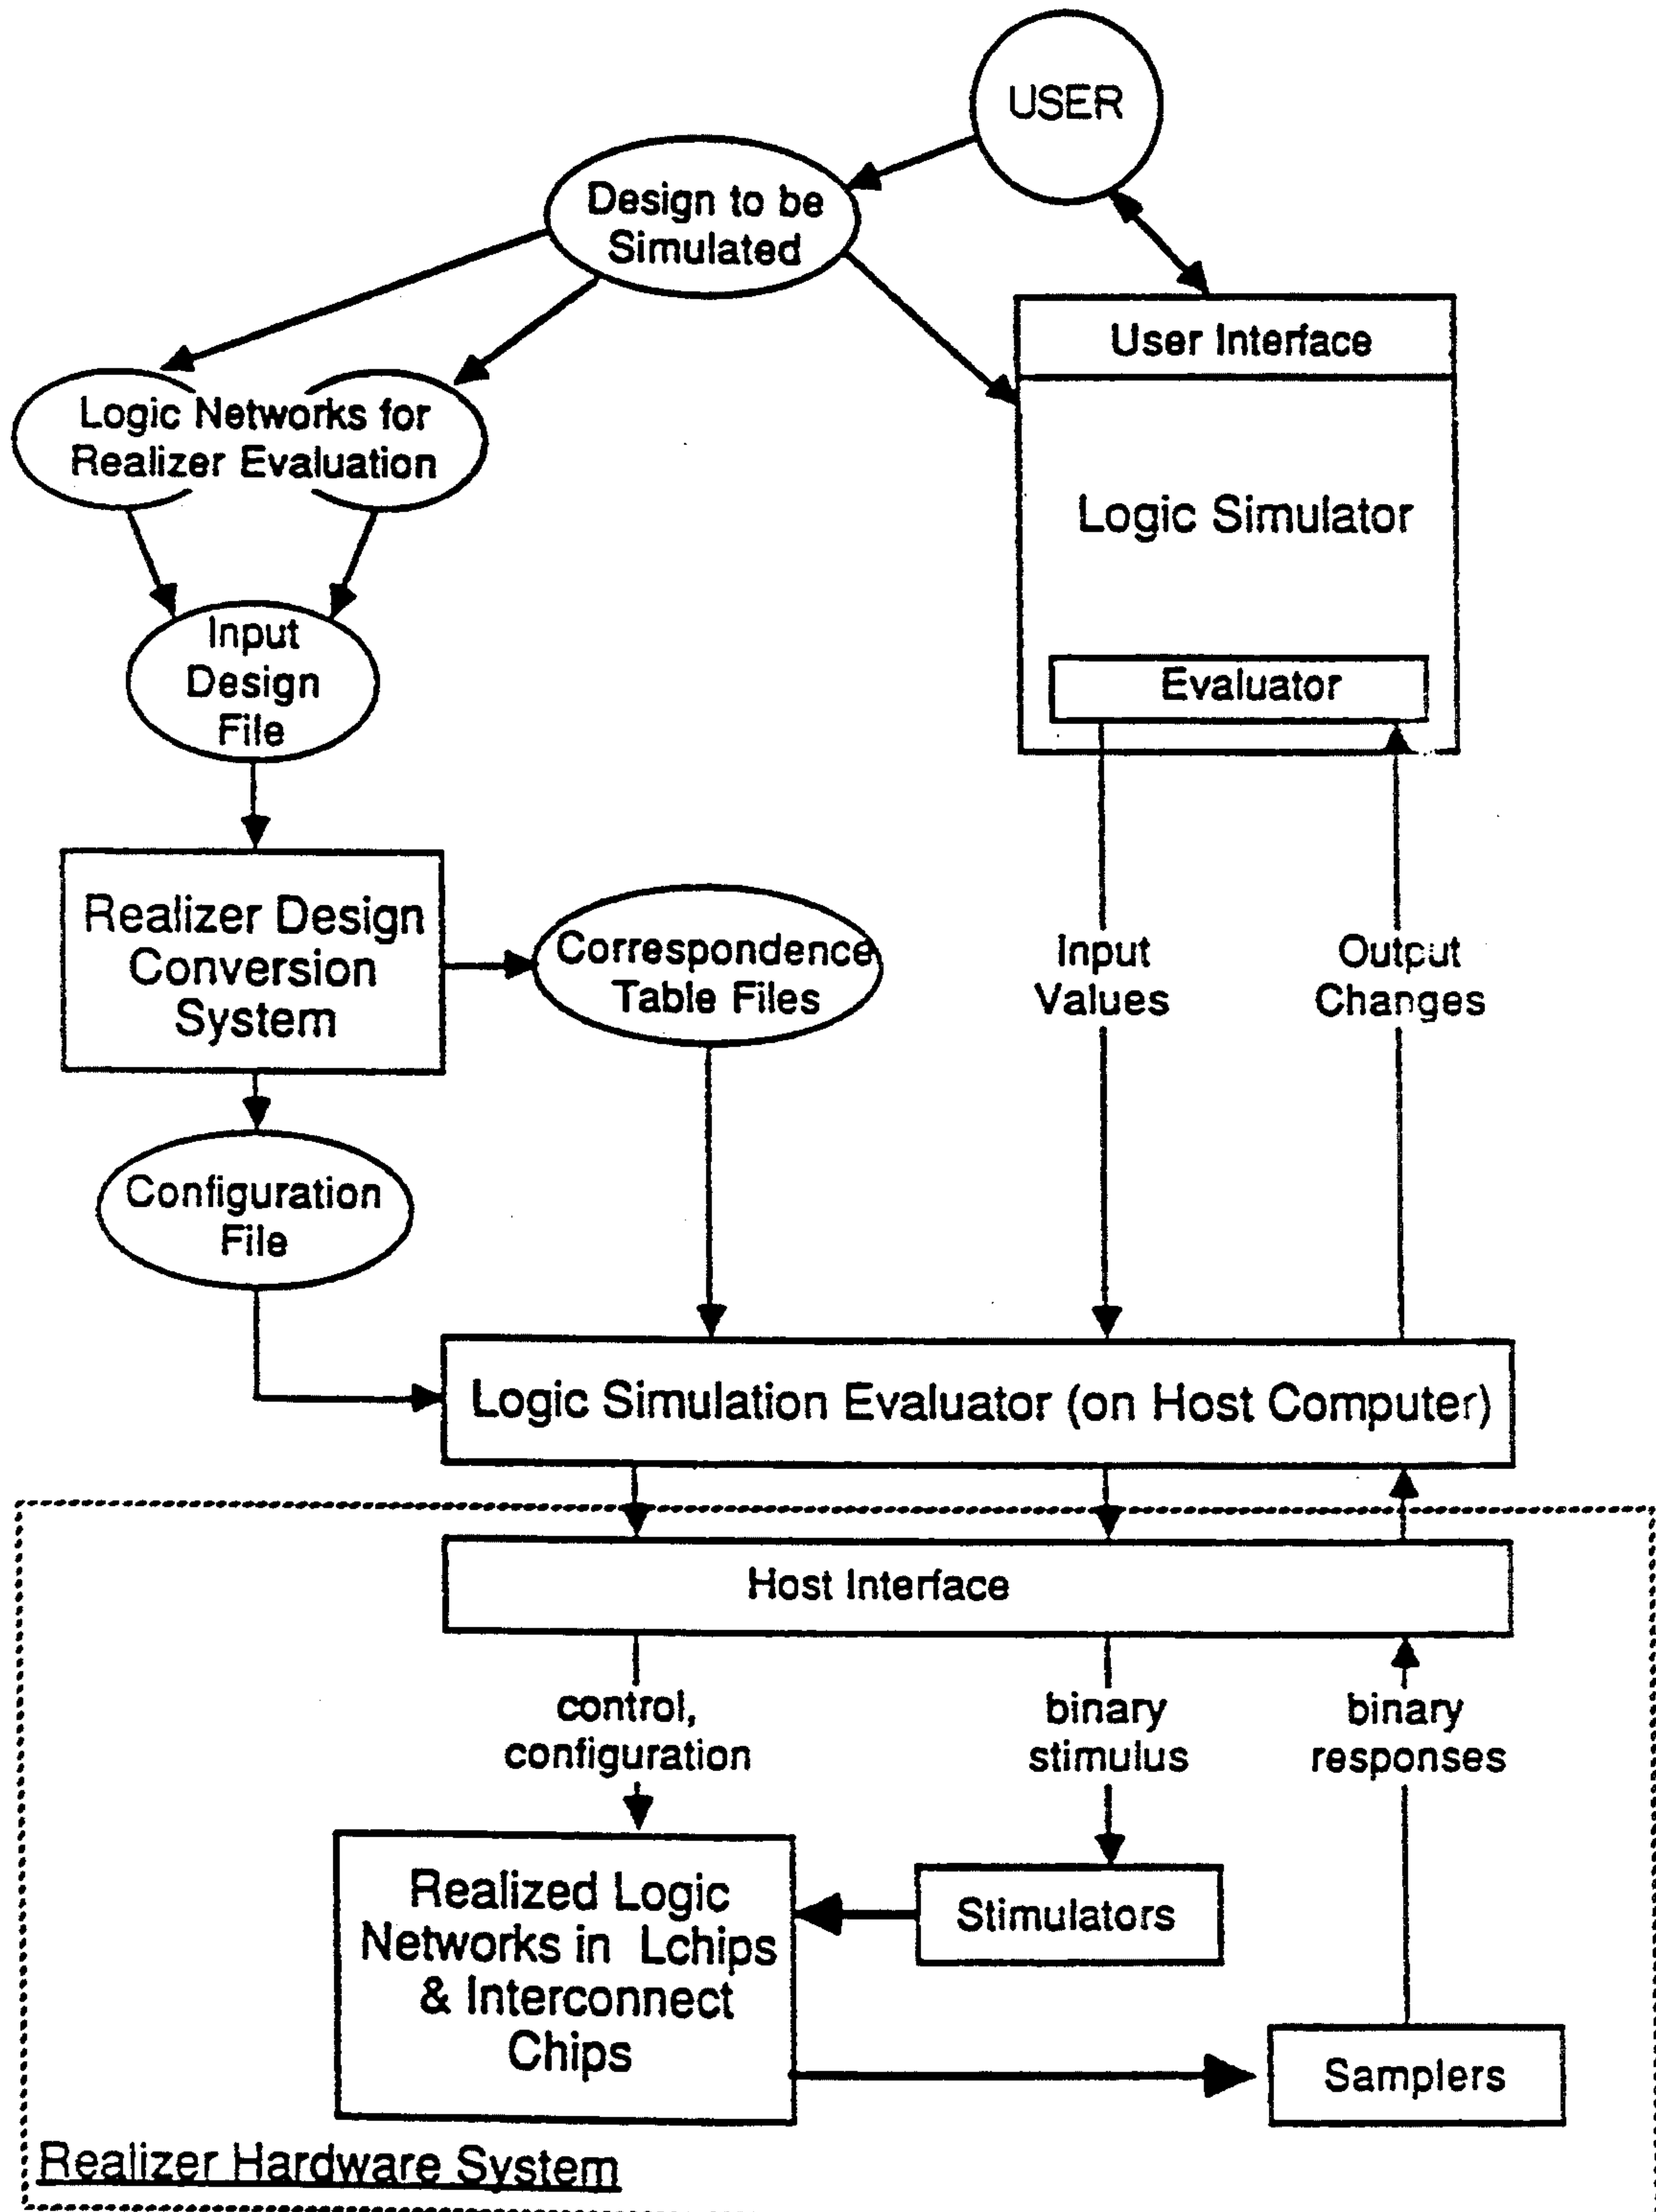 USER
Design to be
Simulated
User Interface
Logic Networks for
Realizer Evaluation
Logic Simulator
Input
Design
File
Evaluator
Realizer Design
Conversion
System
Correspondence
Table Files
Input
Values
Output
Changes
Configuration
File
Logic Simulation Evaluator (on Host Computer)
Host Interface
control,
configuration
binary
stimulus
binary
responses
Realized Logic
Networks in Lchips
& Interconnect
Chips
Stimulators
Samplers
Realizer Hardware System